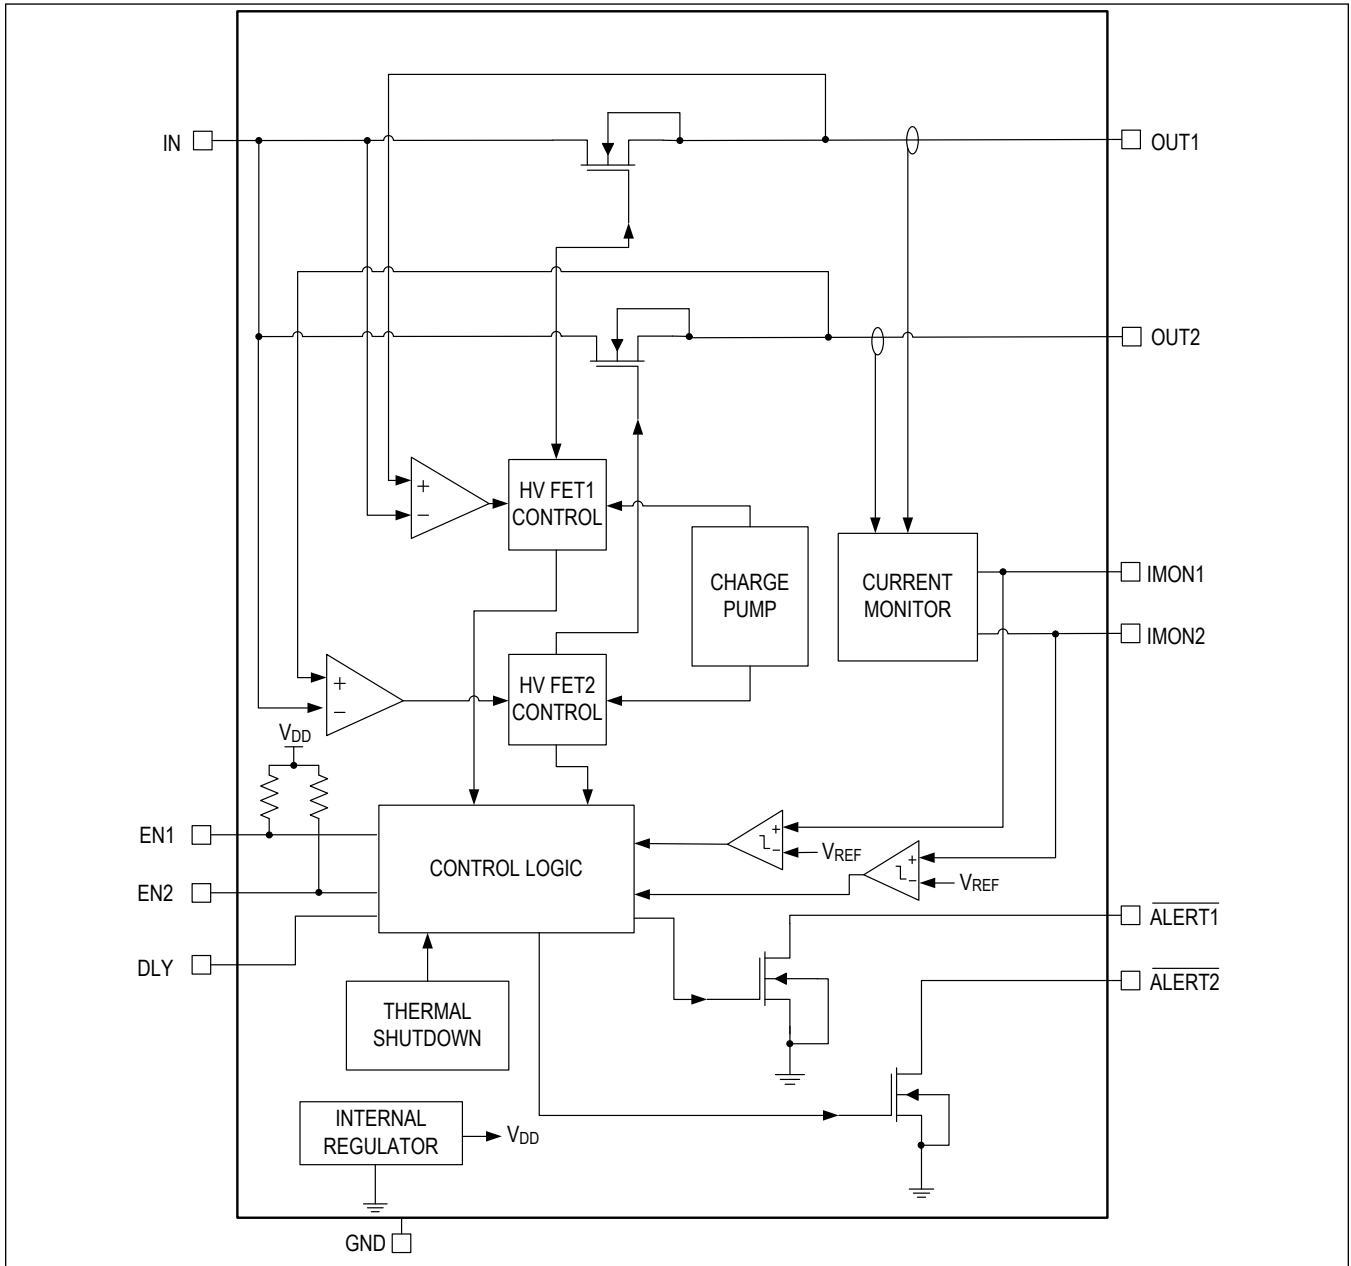 IN
OUT1
OUT2
+
−
HV FET1
CONTROL
CHARGE
PUMP
CURRENT
MONITOR
IMON1
IMON2
+
−
HV FET2
CONTROL
VDD
EN1
EN2
DLY
CONTROL LOGIC
+
−
VREF
+
−
VREF
ALERT1
ALERT2
THERMAL
SHUTDOWN
INTERNAL
REGULATOR
VDD
GND